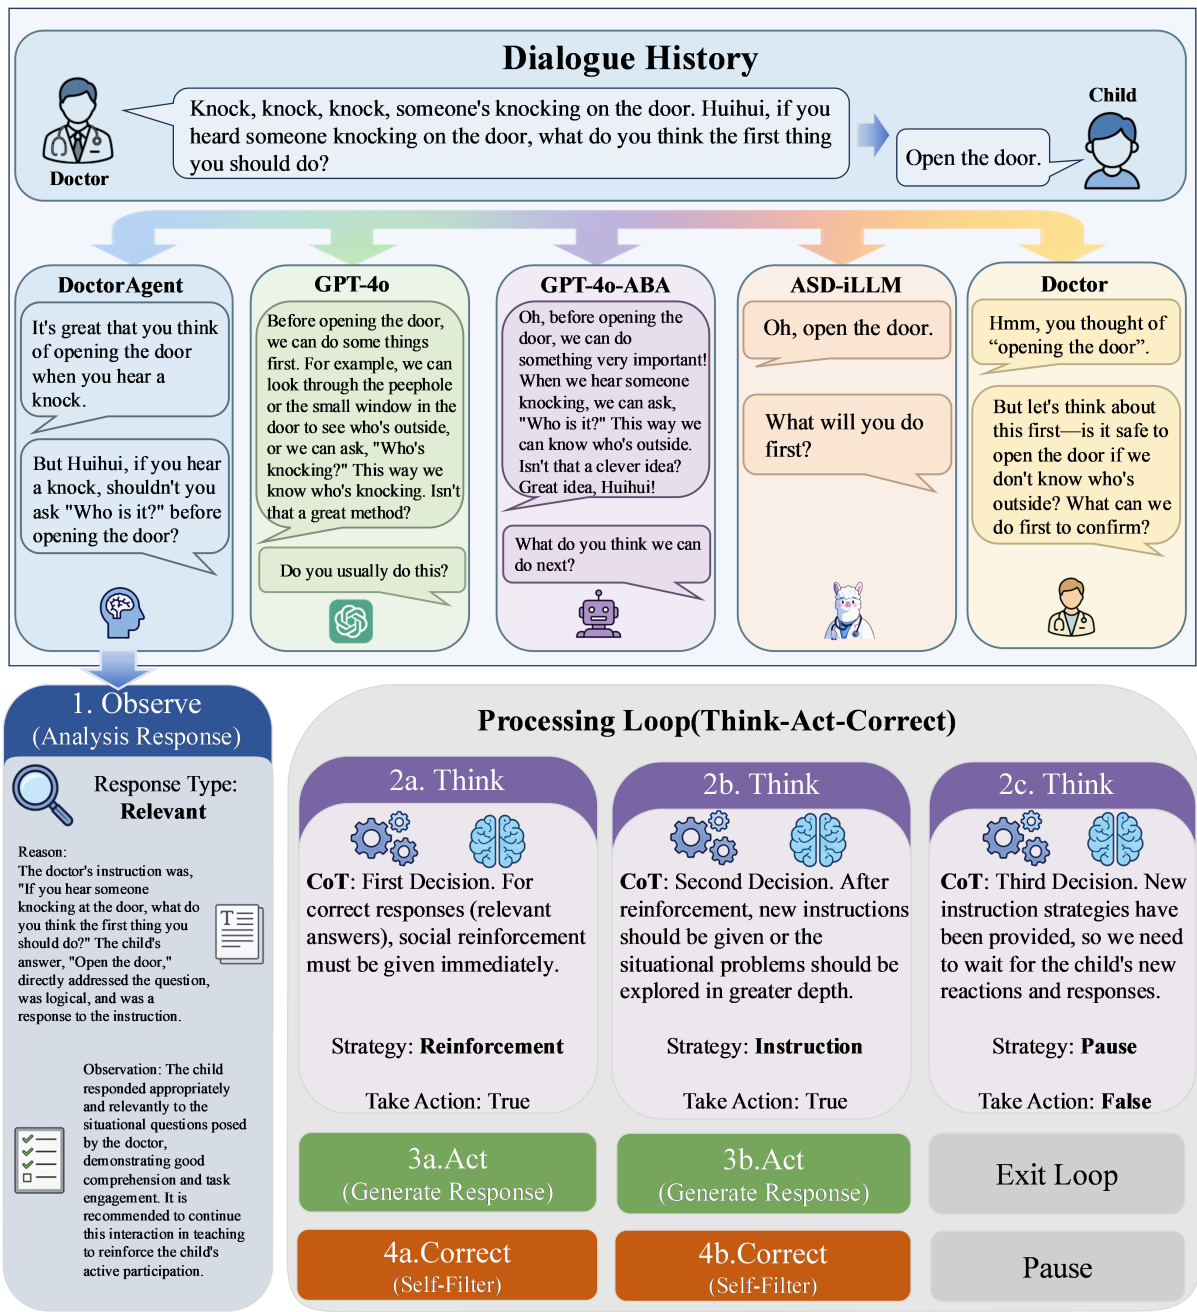 Dialogue History
Doctor
Knock, knock, knock, someone's knocking on the door. Huihui, if you
heard someone knocking on the door, what do you think the first thing
you should do?
Child
Open the door.
DoctorAgent
It's great that you think
of opening the door
when you hear a
knock.
But Huihui, if you hear
a knock, shouldn't you
ask "Who is it?" before
opening the door?
GPT-4o
Before opening the door,
we can do some things
first. For example, we can
look through the peephole
or the small window in the
door to see who's outside,
or we can ask, "Who's
knocking?" This way we
know who's knocking. Isn't
that a great method?
Do you usually do this?
GPT-4o-ABA
Oh, before opening the
door, we can do
something very important!
When we hear someone
knocking, we can ask,
"Who is it?" This way we
can know who's outside.
Isn't that a clever idea?
Great idea, Huihui!
What do you think we can
do next?
ASD-iLLM
Oh, open the door.
What will you do
first?
Doctor
Hmm, you thought of
“opening the door”.
But let's think about
this first—is it safe to
open the door if we
don't know who's
outside? What can we
do first to confirm?
1. Observe
(Analysis Response)
Response Type:
Relevant
Reason:
The doctor's instruction was,
"If you hear someone
knocking at the door, what do
you think the first thing you
should do?" The child's
answer, "Open the door,"
directly addressed the question,
was logical, and was a
response to the instruction.
T
Observation: The child
responded appropriately
and relevantly to the
situational questions posed
by the doctor,
demonstrating good
comprehension and task
engagement. It is
recommended to continue
this interaction in teaching
to reinforce the child's
active participation.
Processing Loop(Think-Act-Correct)
2a. Think
CoT: First Decision. For
correct responses (relevant
answers), social reinforcement
must be given immediately.
Strategy: Reinforcement
Take Action: True
3a.Act
(Generate Response)
4a.Correct
(Self-Filter)
2b. Think
CoT: Second Decision. After
reinforcement, new instructions
should be given or the
situational problems should be
explored in greater depth.
Strategy: Instruction
Take Action: True
3b.Act
(Generate Response)
4b.Correct
(Self-Filter)
2c. Think
CoT: Third Decision. New
instruction strategies have
been provided, so we need
to wait for the child's new
reactions and responses.
Strategy: Pause
Take Action: False
Exit Loop
Pause